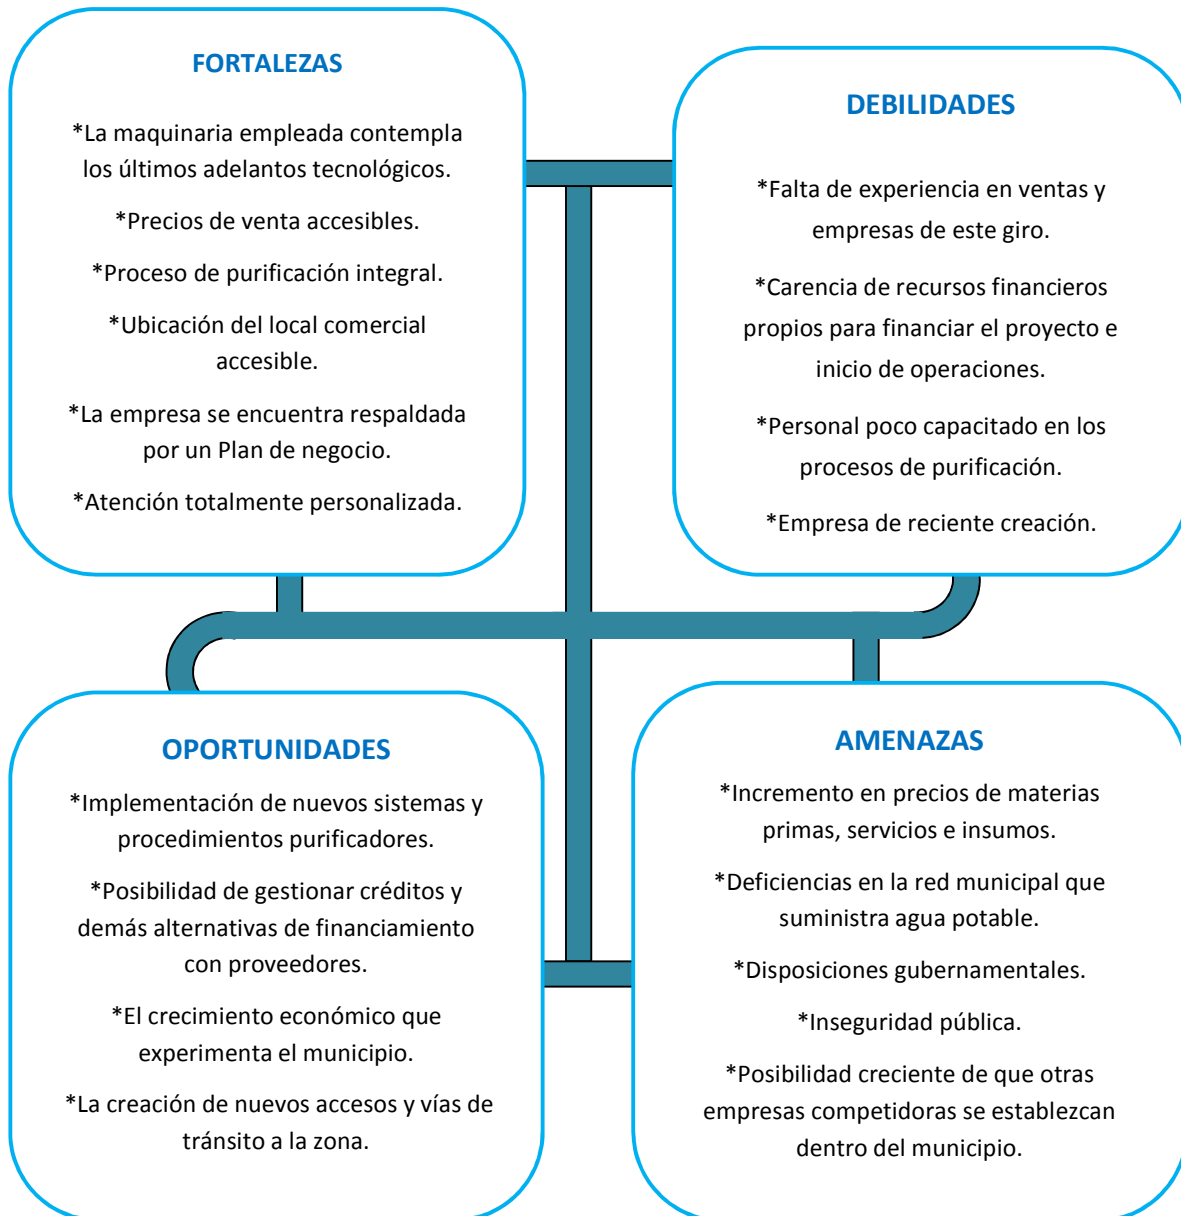 FORTALEZAS
*La maquinaria empleada contempla
los últimos adelantos tecnológicos.
*Precios de venta accesibles.
*Proceso de purificación integral.
*Ubicación del local comercial
accesible.
*La empresa se encuentra respaldada
por un Plan de negocio.
*Atención totalmente personalizada.
DEBILIDADES
*Falta de experiencia en ventas y
empresas de este giro.
*Carencia de recursos financieros
propios para financiar el proyecto e
inicio de operaciones.
*Personal poco capacitado en los
procesos de purificación.
*Empresa de reciente creación.
OPORTUNIDADES
*Implementación de nuevos sistemas y
procedimientos purificadores.
*Posibilidad de gestionar créditos y
demás alternativas de financiamiento
con proveedores.
*El crecimiento económico que
experimenta el municipio.
*La creación de nuevos accesos y vías de
tránsito a la zona.
AMENAZAS
*Incremento en precios de materias
primas, servicios e insumos.
*Deficiencias en la red municipal que
suministra agua potable.
*Disposiciones gubernamentales.
*Inseguridad pública.
*Posibilidad creciente de que otras
empresas competidoras se establezcan
dentro del municipio.